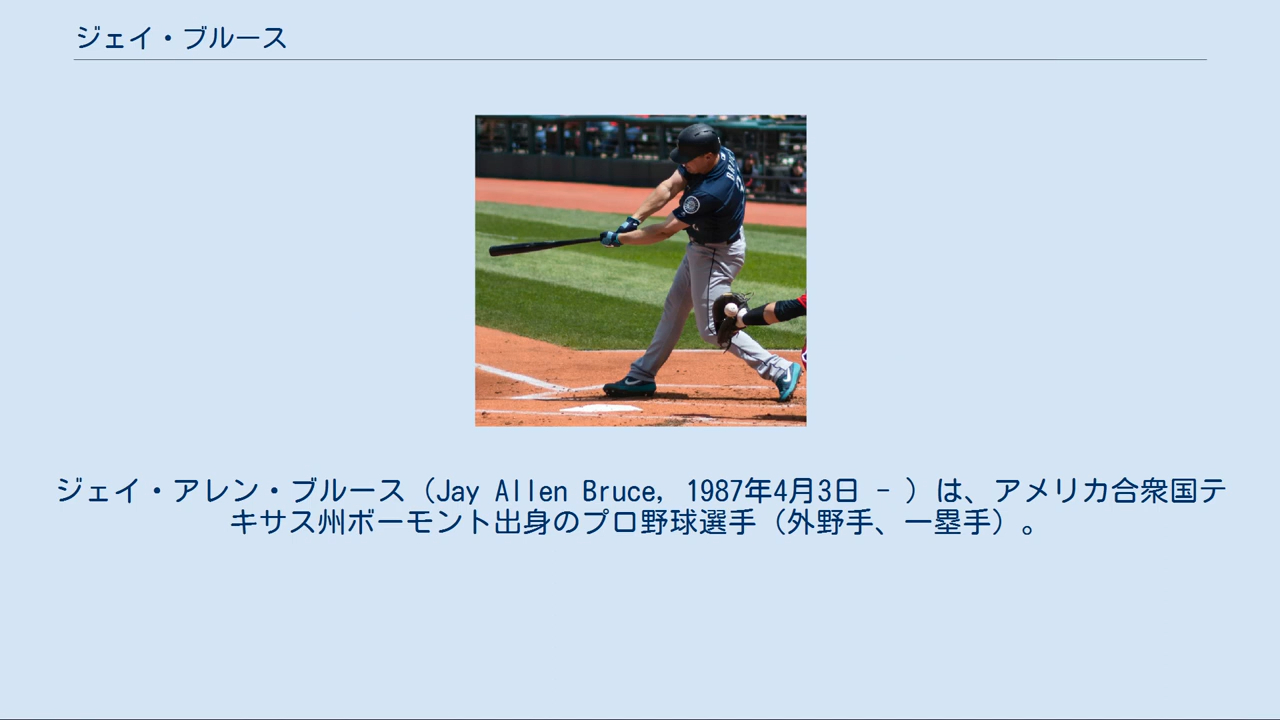 ジェイ・ブルース
ジェイ・アレン・ブルース（Jay Allen Bruce, 1987年4月3日 - ）は、アメリカ合衆国テ
キサス州ボーモント出身のプロ野球選手（外野手、一塁手）。